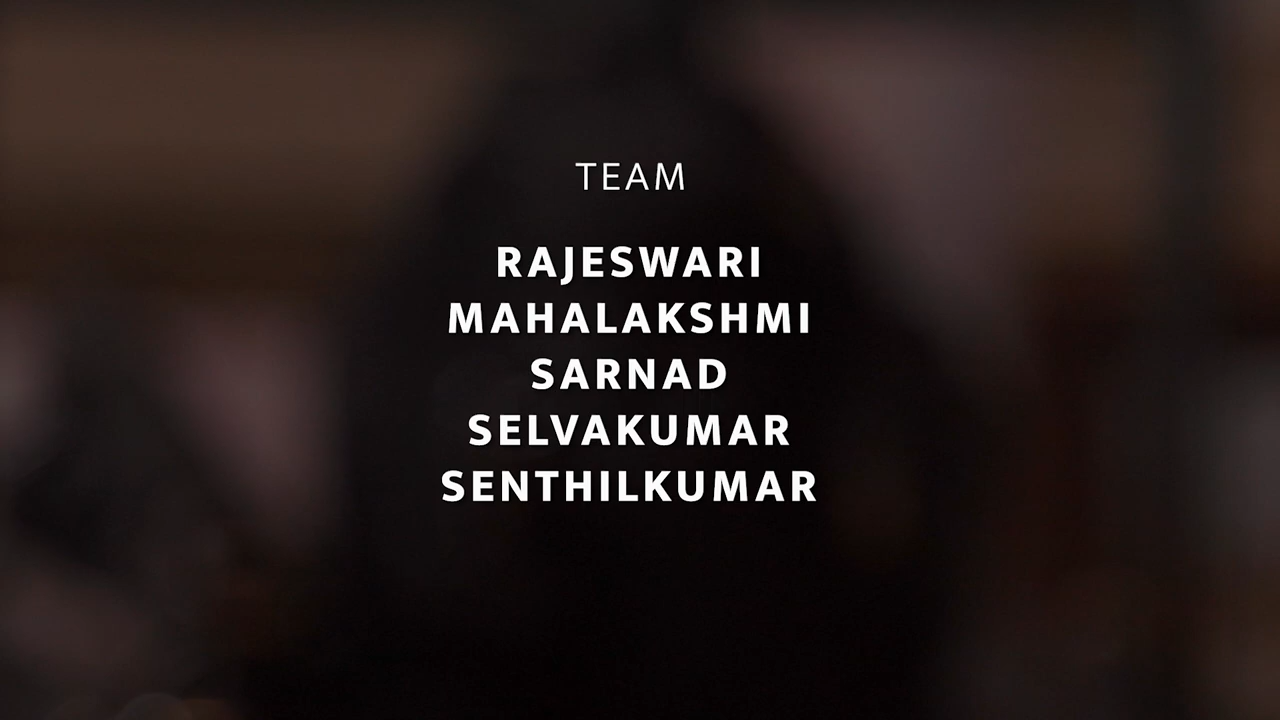 TEAM
RAJESWARI
MAHALAKSHMI
SARNAD
SELVAKUMAR
SENTHILKUMAR